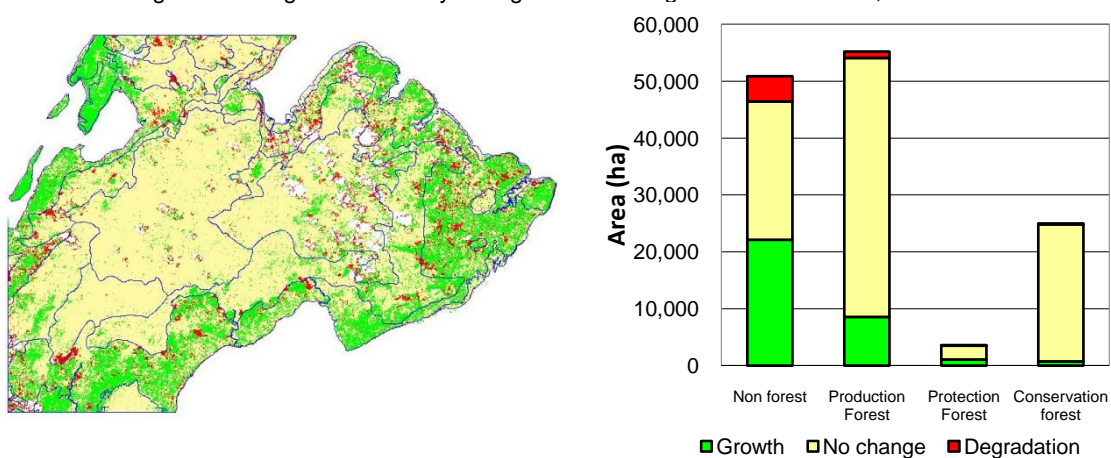 60,000
50,000
40,000
30,000
20,000
10,000
0
Area (ha)
Non forest
Production
Forest
Protection
Forest
Conservation
forest
Growth No change Degradation